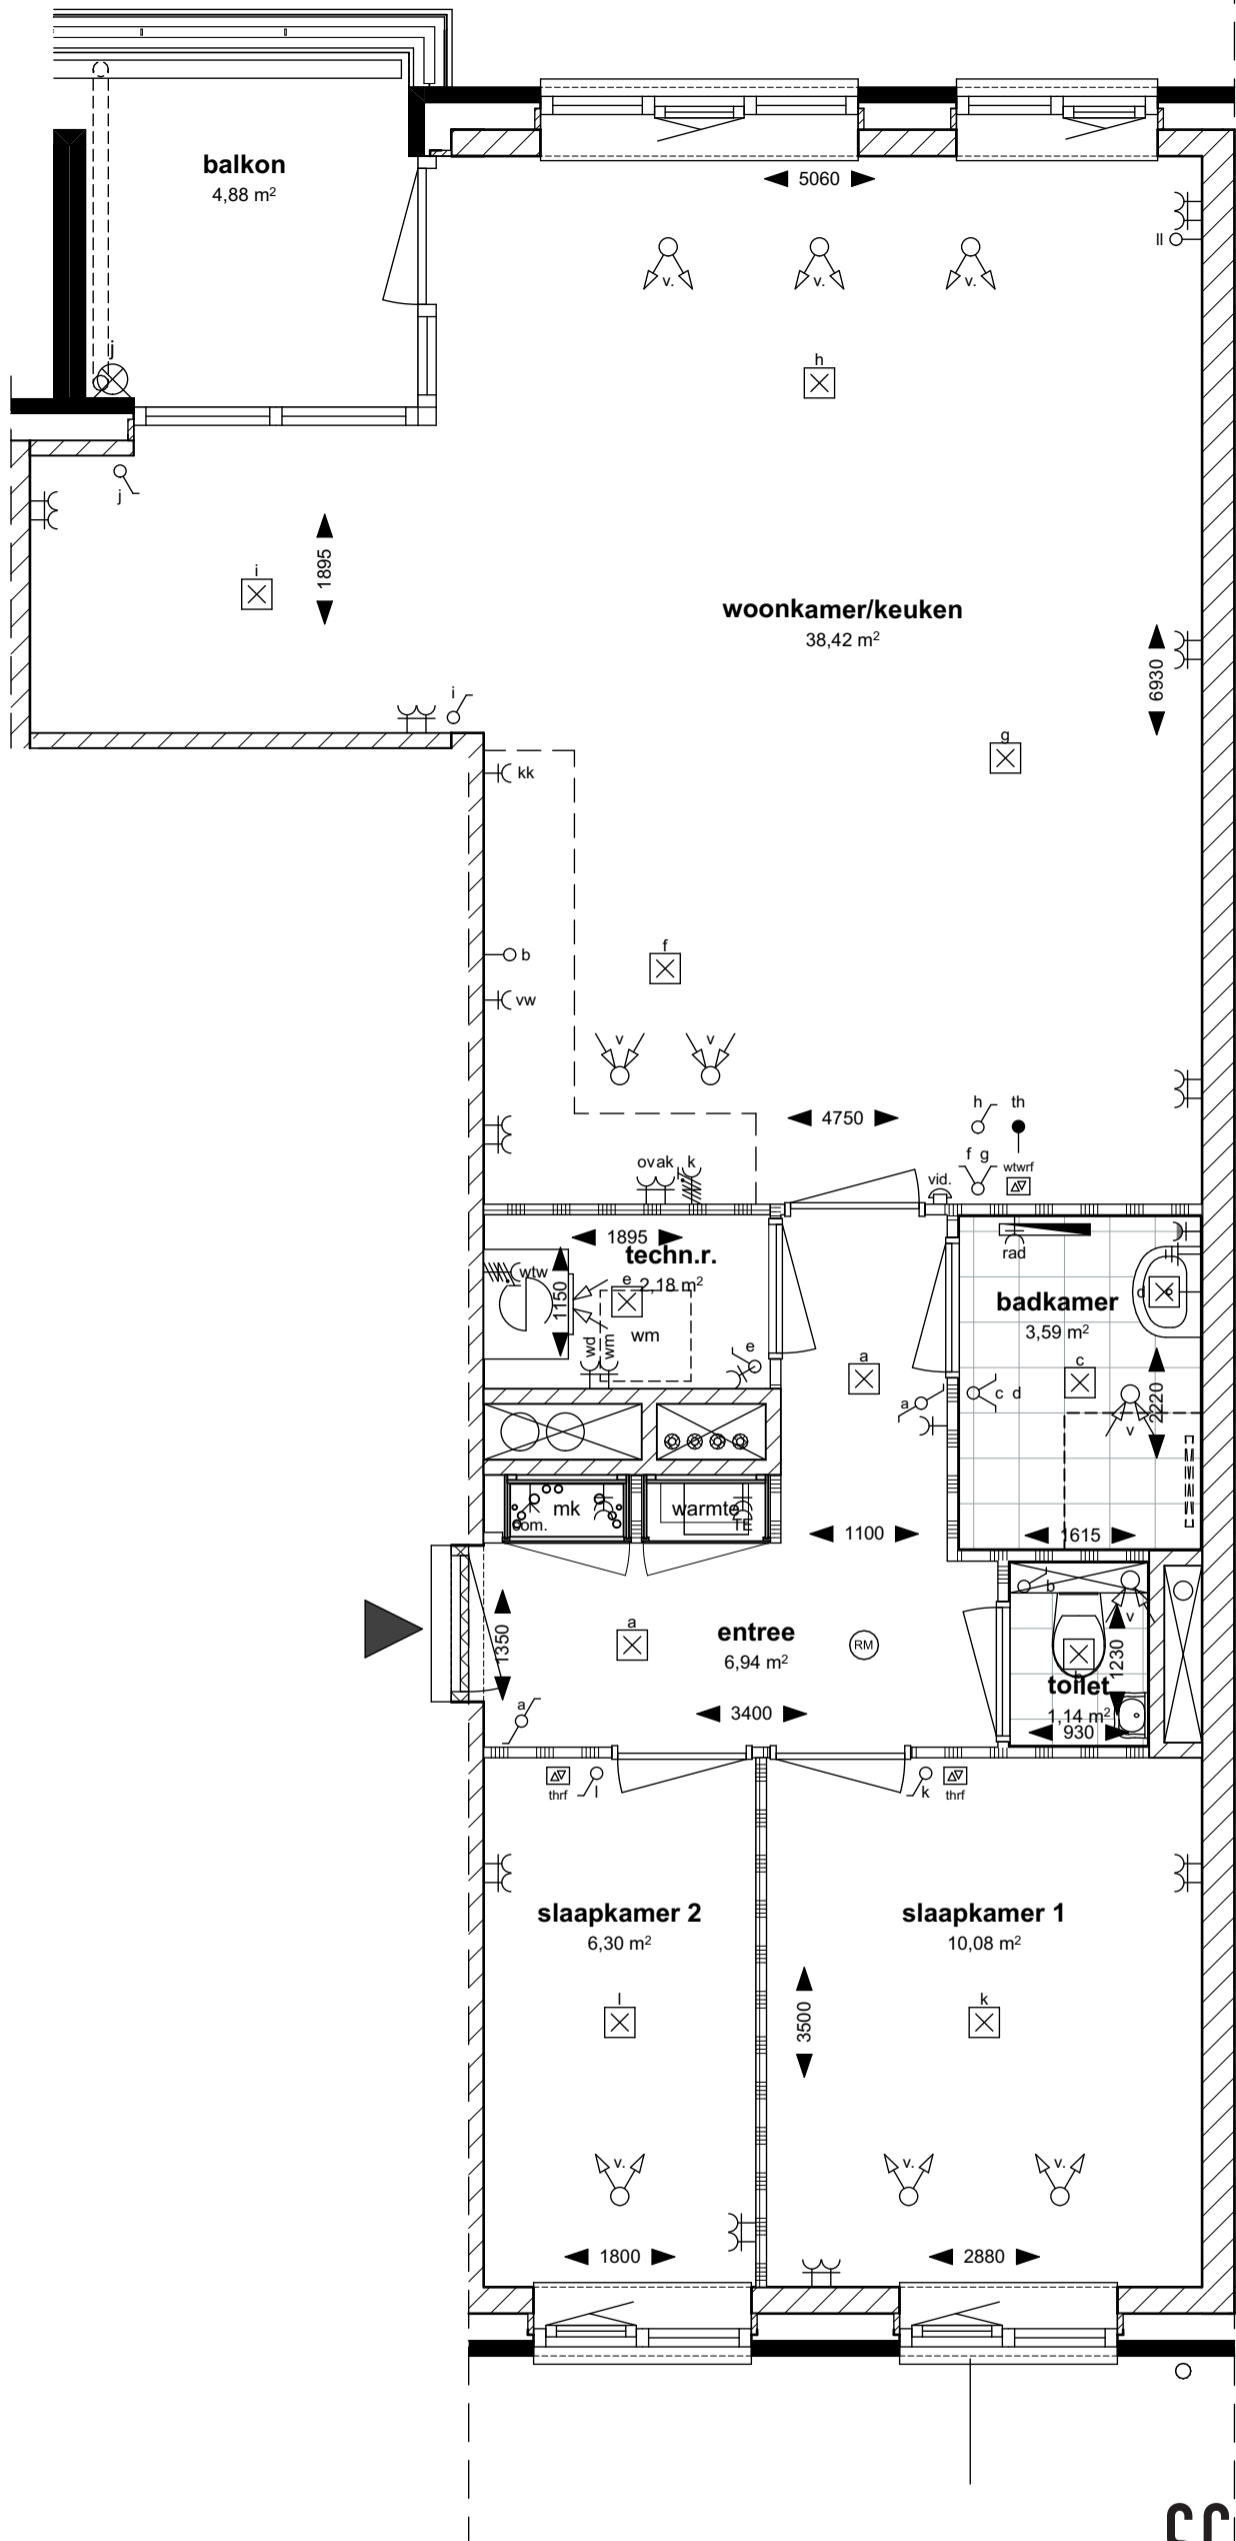 balkon
4,88 m²
5060
v.
v.
v.
ll
h
j
j
i
1895
woonkamer/keuken
38,42 m²
6930
i
g
kk
b
vw
f
v
v
4750
h
th
f g
wtwrf
ovak
k
vid.
1895
techn.r.
2,18 m²
wtw
1150
e
wm
wd
wm
e
rad
badkamer
3,59 m²
d
c
a
a
c d
2220
v
mk
com.
warmte
TE
1100
1615
b
v
1350
a
entree
6,94 m²
RM
1230
b
toilet
1,14 m²
930
a
3400
thrf
l
k
thrf
slaapkamer 2
6,30 m²
slaapkamer 1
10,08 m²
l
k
3500
v.
v.
v.
1800
2880